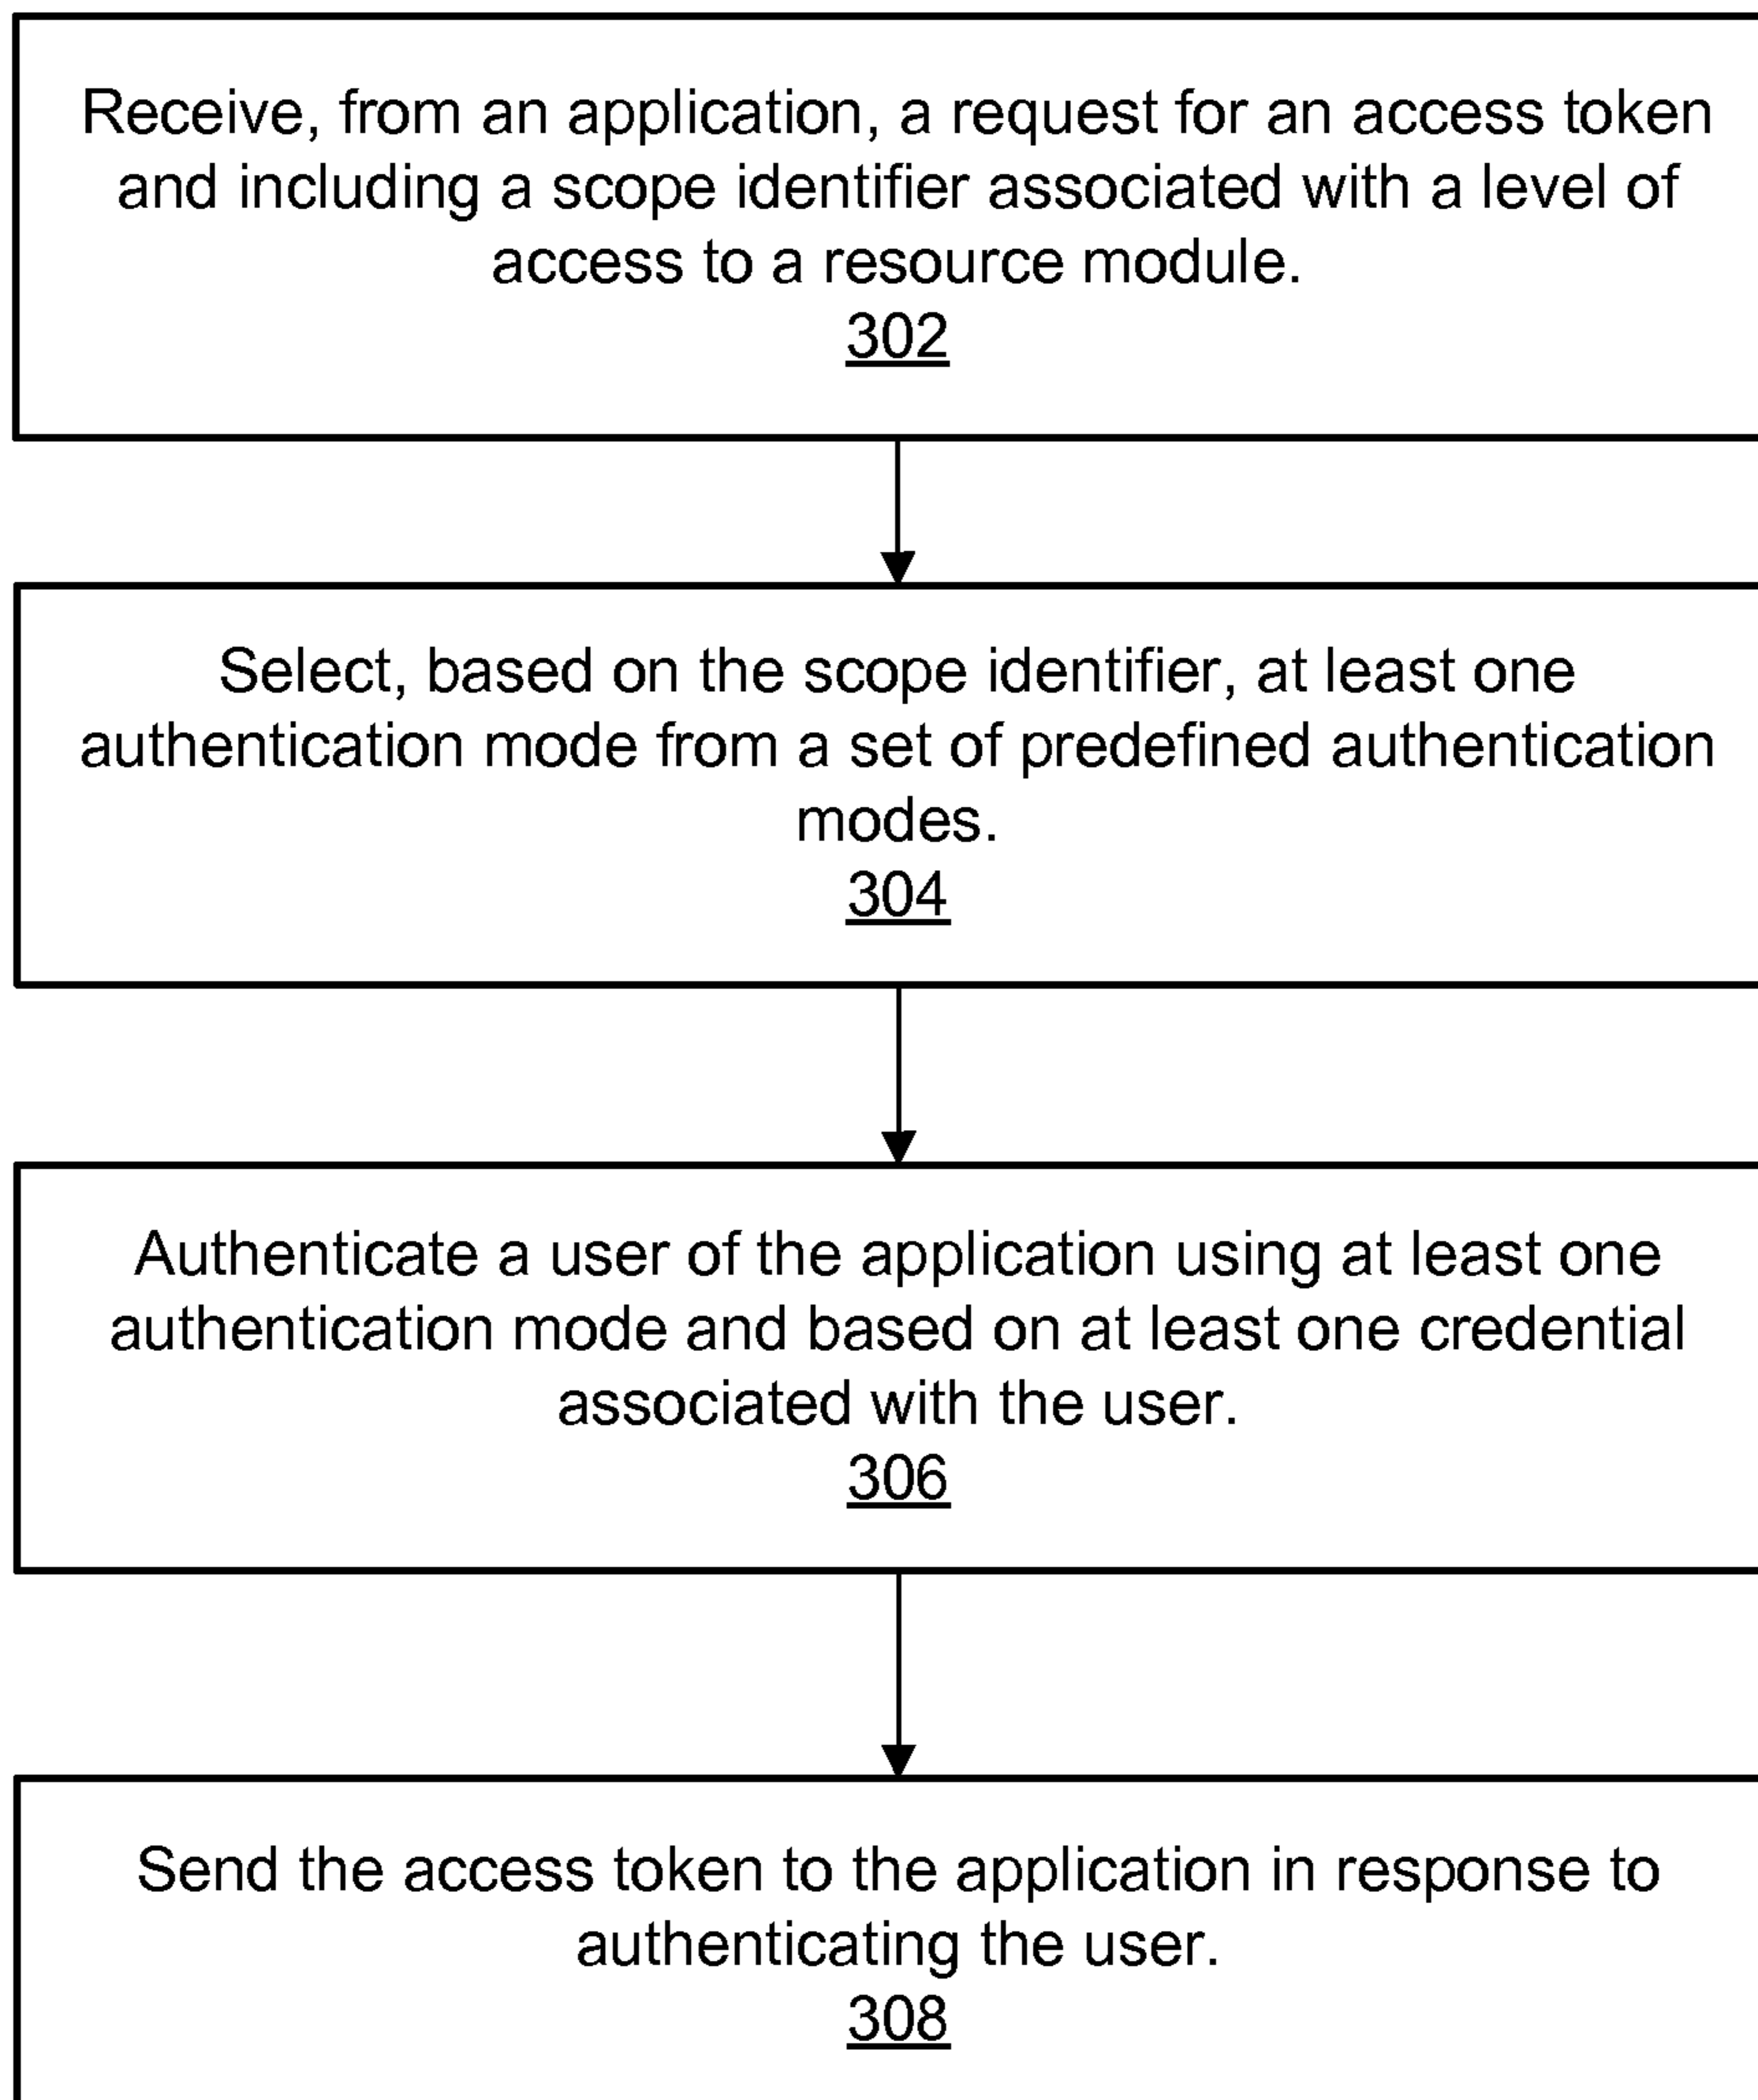 Receive, from an application, a request for an access token
and including a scope identifier associated with a level of
access to a resource module.
302
Select, based on the scope identifier, at least one
authentication mode from a set of predefined authentication
modes.
304
Authenticate a user of the application using at least one
authentication mode and based on at least one credential
associated with the user.
306
Send the access token to the application in response to
authenticating the user.
308